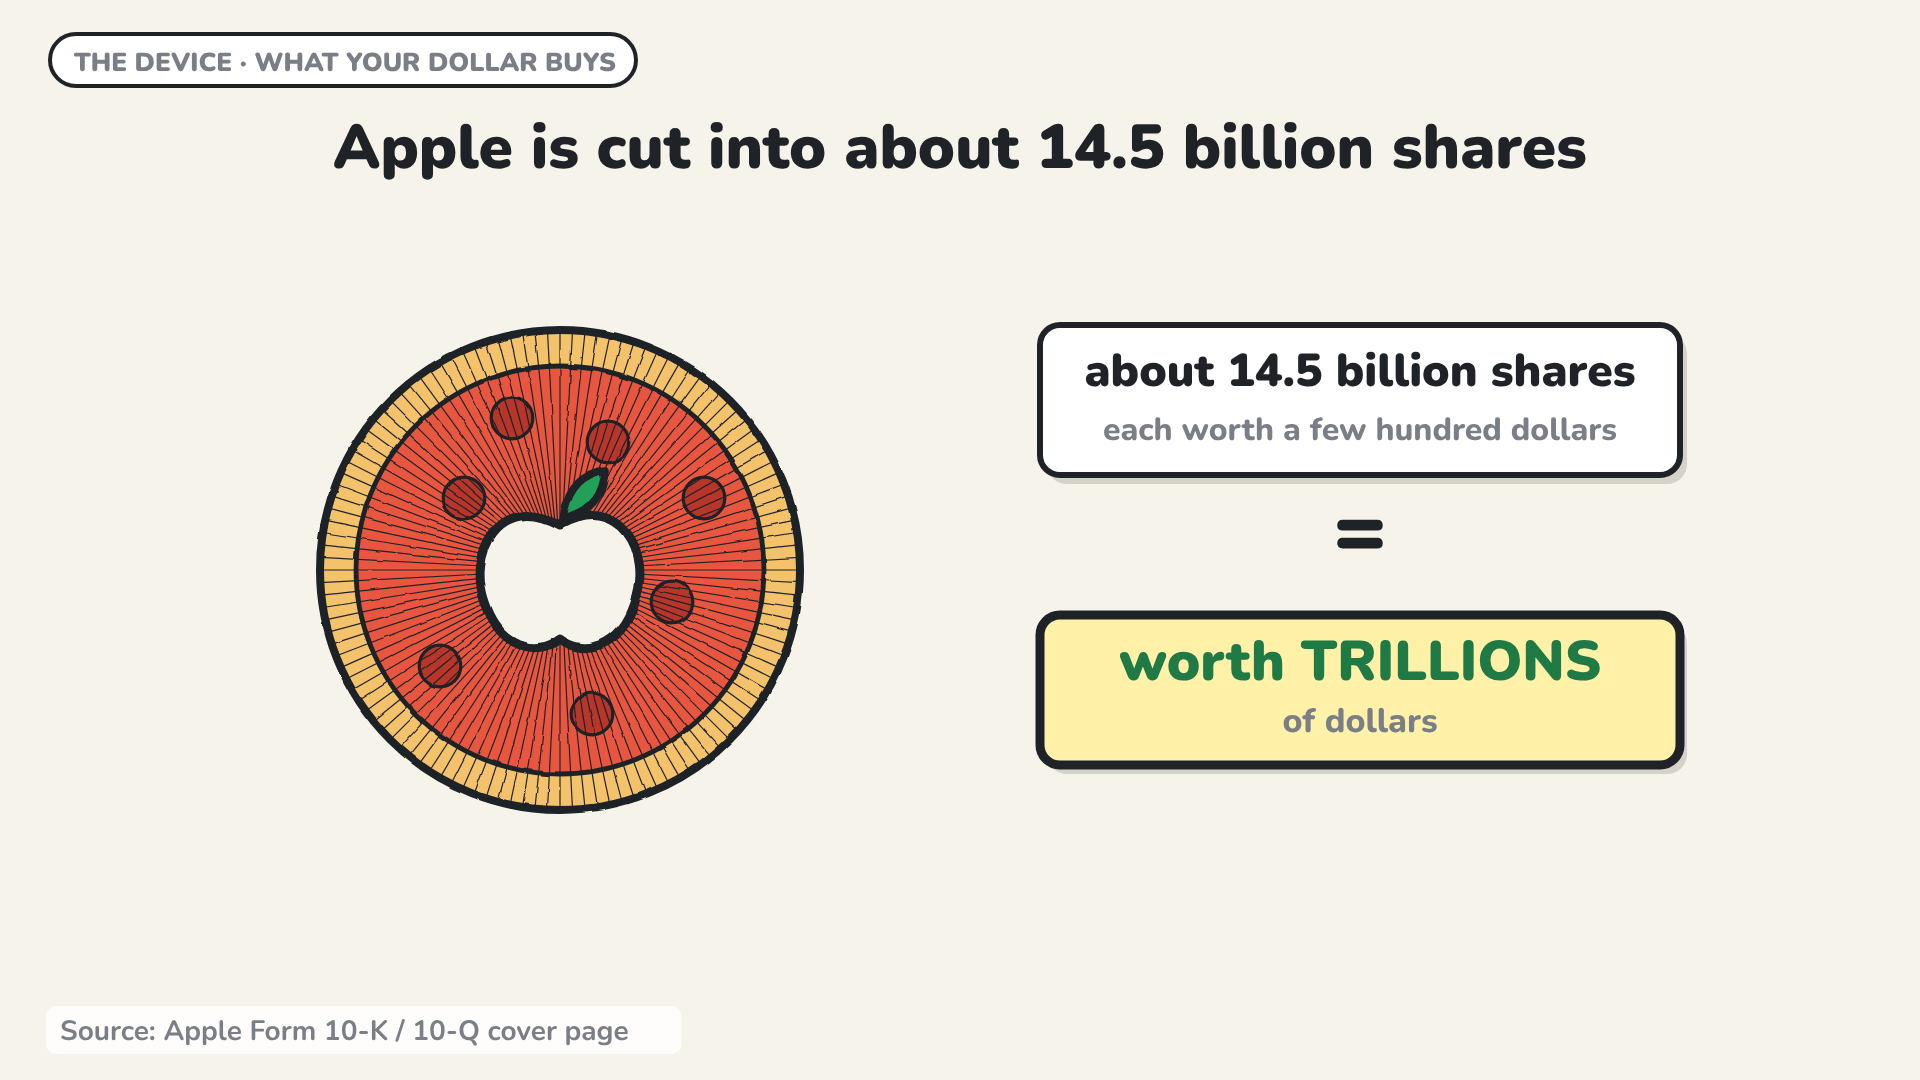 THE DEVICE · WHAT YOUR DOLLAR BUYS
Apple is cut into about 14.5 billion shares
about 14.5 billion shares
each worth a few hundred dollars
=
worth TRILLIONS
of dollars
Source: Apple Form 10-K / 10-Q cover page